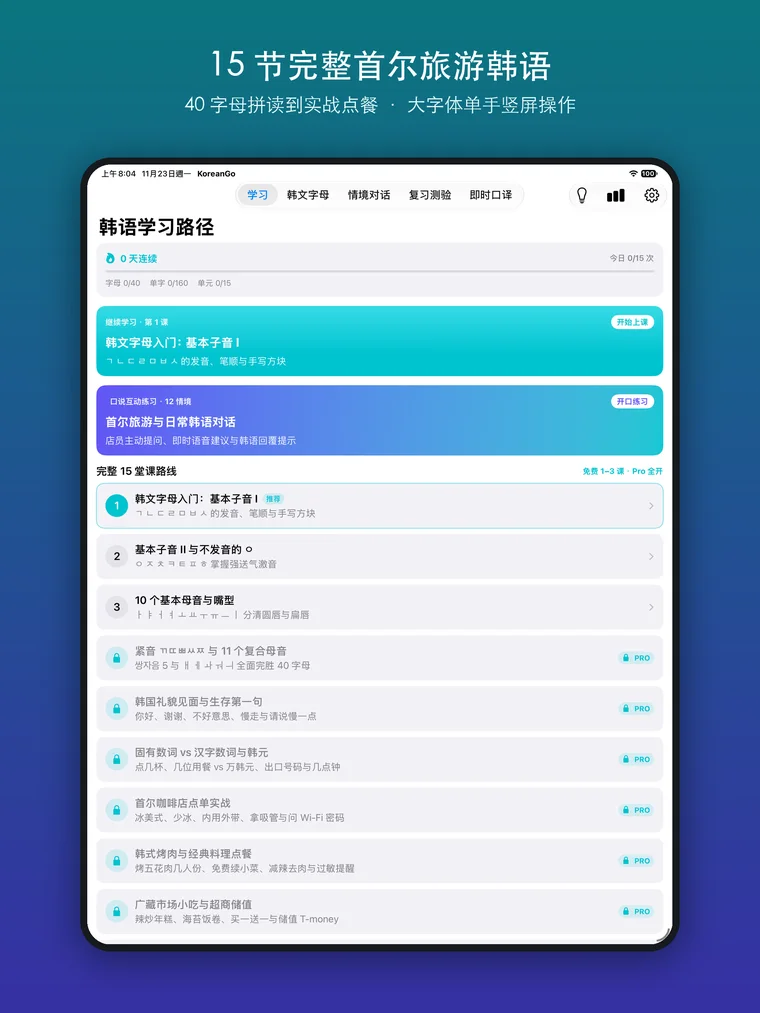 15 节完整首尔旅游韩语
40 字母拼读到实战点餐 · 大字体单手竖屏操作
上午8:04 11月23日週一 KoreanGo
100
学习 韩文字母 情境对话 复习测验 即时口译
韩语学习路径
0 天连续 今日 0/15 次
字母 0/40 单字 0/160 单元 0/15
继续学习 · 第 1 课 开始上课
韩文字母入门：基本子音 I
ㄱ ㄴ ㄷ ㄹ ㅁ ㅂ ㅅ 的发音、笔顺与手写方块
口说互动练习 · 12 情境 开口练习
首尔旅游与日常韩语对话
店员主动提问、即时语音建议与韩语回覆提示
完整 15 堂课路线 免费 1–3 课 · Pro 全开
1 韩文字母入门：基本子音 I 推荐
ㄱ ㄴ ㄷ ㄹ ㅁ ㅂ ㅅ 的发音、笔顺与手写方块
2 基本子音 II 与不发音的 ㅇ
ㅇ ㅈ ㅊ ㅋ ㅌ ㅍ ㅎ 掌握强送气激音
3 10 个基本母音与嘴型
ㅏ ㅑ ㅓ ㅕ ㅗ ㅛ ㅜ ㅠ ㅡ ㅣ 分清圆唇与扁唇
紧音 ㄲㄸㅃㅆㅉ 与 11 个复合母音 PRO
쌍자음 5 与 ㅐ ㅔ ㅘ ㅝ ㅢ 全面完胜 40 字母
韩国礼貌见面与生存第一句 PRO
你好、谢谢、不好意思、慢走与请说慢一点
固有数词 vs 汉字数词与韩元 PRO
点几杯、几位用餐 vs 万韩元、出口号码与几点钟
首尔咖啡店点单实战 PRO
冰美式、少冰、内用外带、拿吸管与问 Wi-Fi 密码
韩式烤肉与经典料理点餐 PRO
烤五花肉几人份、免费续小菜、减辣去肉与过敏提醒
广藏市场小吃与超商储值 PRO
辣炒年糕、海苔饭卷、买一送一与储值 T-money